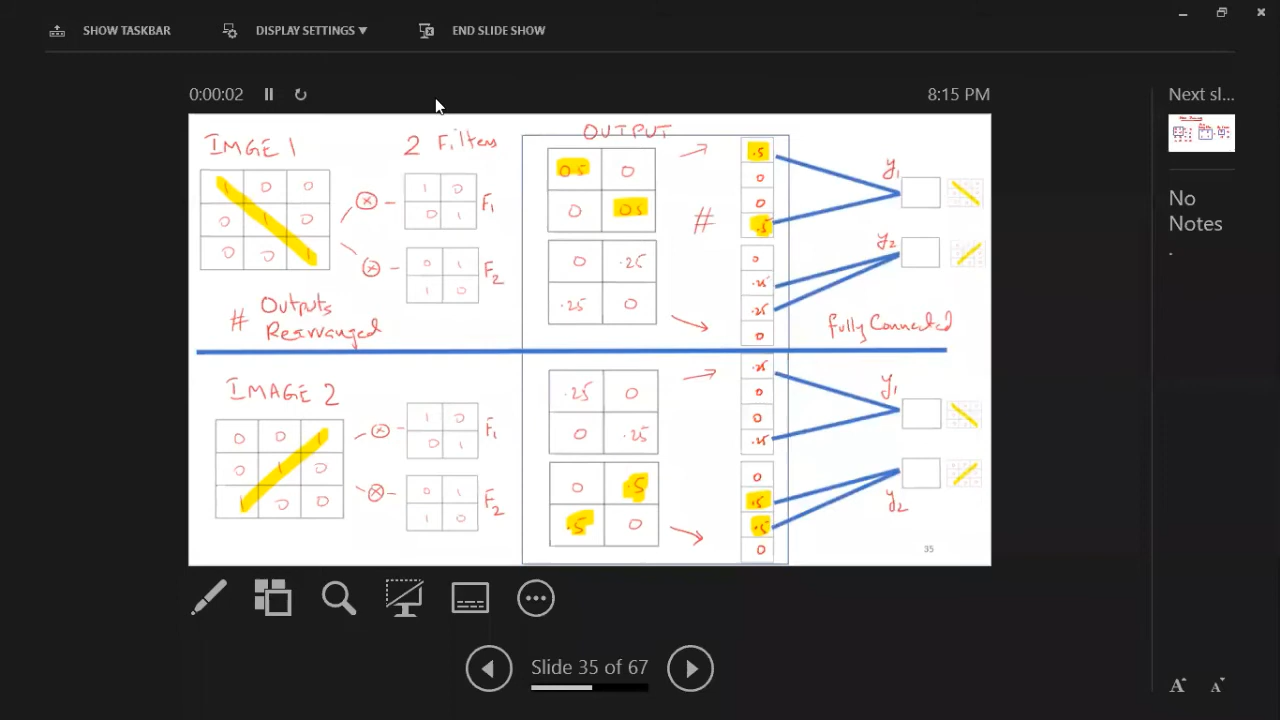 SHOW TASKBAR
DISPLAY SETTINGS ▼
END SLIDE SHOW
0:00:02
8:15 PM
Next sl...
No
Notes
IMGE 1
2 Filters
OUTPUT
1 0 0
0 1 0
0 0 1
⊗ -
1 0
0 1
F1
⊗ -
0 1
1 0
F2
0 5 0
0 0 5
0 .25
.25 0
#
.5
0
0
.5
0
.25
.25
0
y1
y2
# Outputs
Rearranged
fully Connected
IMAGE 2
0 0 1
0 1 0
1 0 0
⊗ -
1 0
0 1
F1
⊗ -
0 1
1 0
F2
.25 0
0 .25
0 .5
.5 0
.25
0
0
.25
0
.5
.5
0
y1
y2
35
Slide 35 of 67
A A